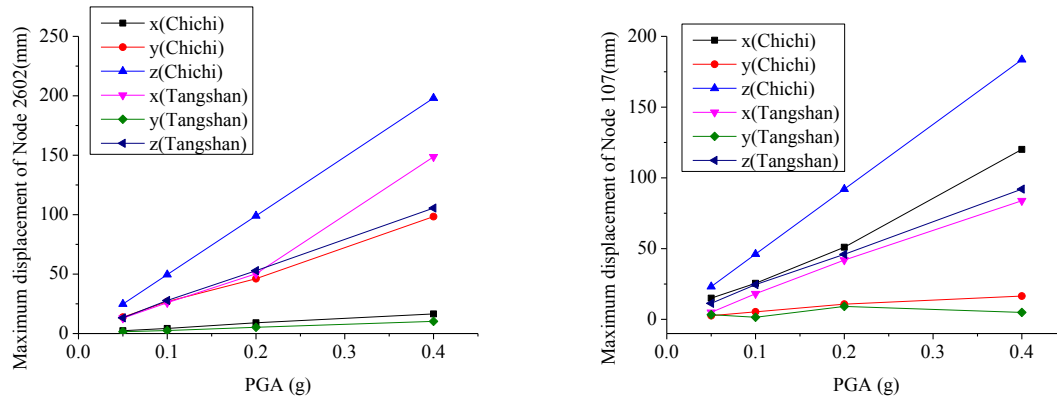 x(Chichi)
y(Chichi)
z(Chichi)
x(Tangshan)
y(Tangshan)
z(Tangshan)
250
200
150
100
50
0
0.0
0.1
0.2
0.3
0.4
Maximum displacement of Node 2602(mm)
PGA (g)
x(Chichi)
y(Chichi)
z(Chichi)
x(Tangshan)
y(Tangshan)
z(Tangshan)
200
150
100
50
0
0.0
0.1
0.2
0.3
0.4
Maximum displacement of Node 107(mm)
PGA (g)